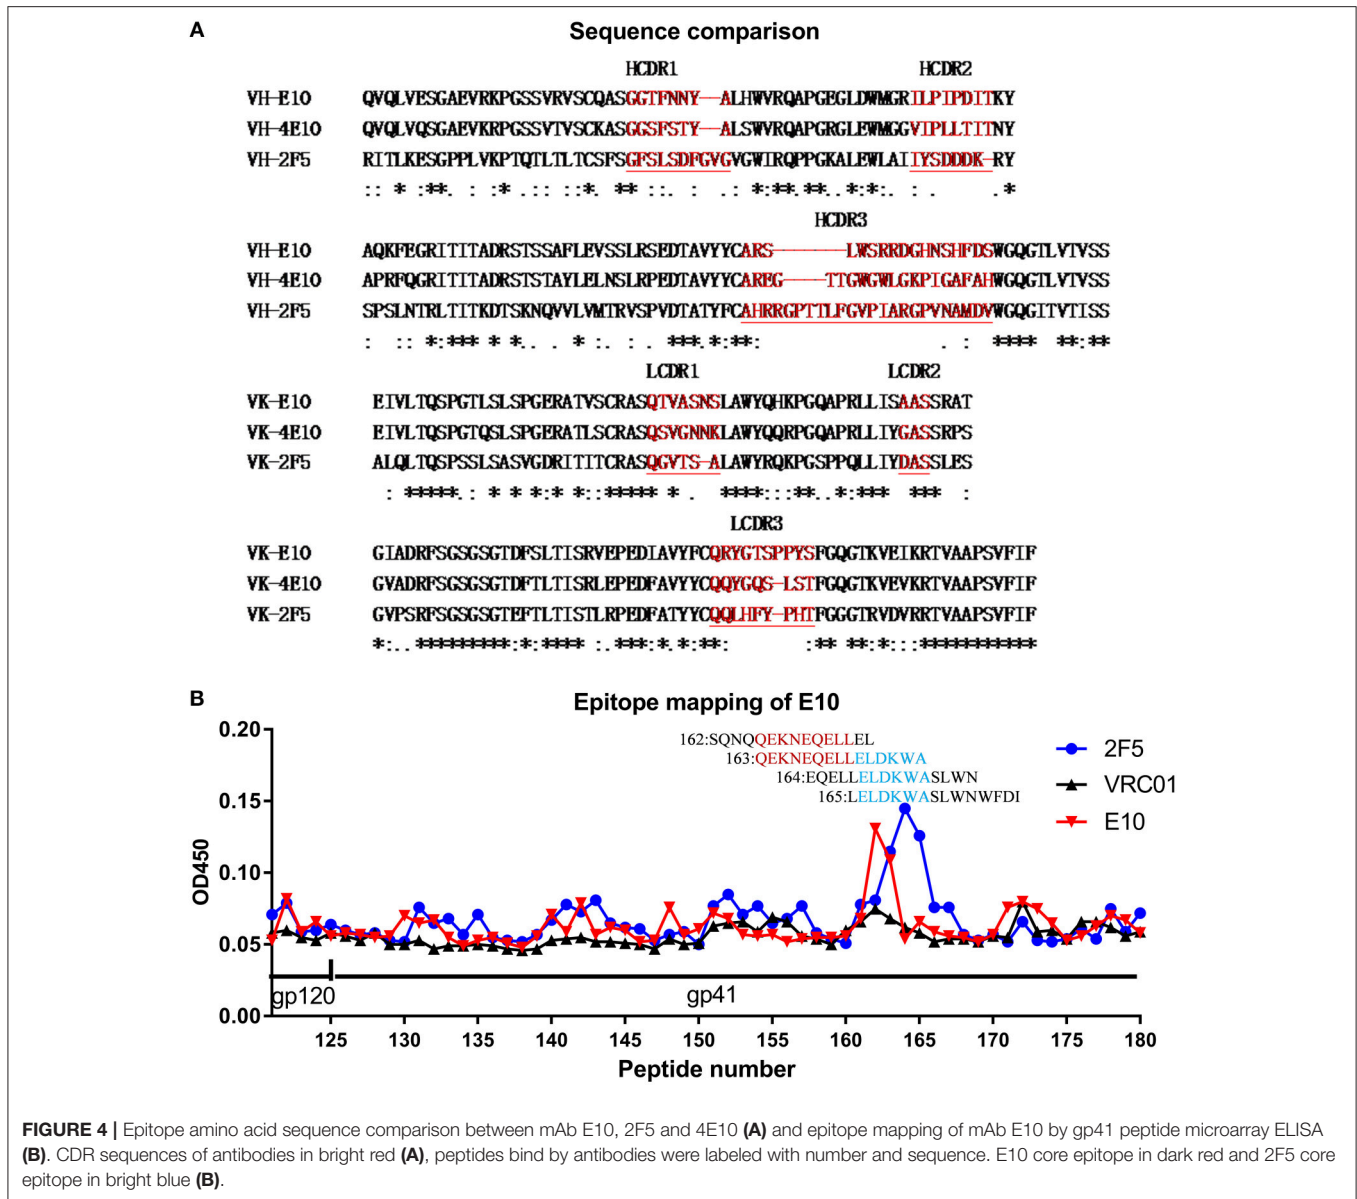 A
Sequence comparison
HCDR1 HCDR2
VH-E10 QVQLVESGAEVRKPGSSVRVSCQASGGTFNNY--ALHWVRQAPGEGLDWMGRILPIPDITKY
VH-4E10 QVQLVQSGAEVKRPGSSVTVSCKASGGSFSTY--ALSWVRQAPGRGLEWMGGVIPLLTITNY
VH-2F5 RITLKESGPPLVKPTQTLTLTCSFSGFSLSDFGVGVGWIRQPPGKALEWLAIIYSDDDK-RY
:: * :**. : :* . :.:*. ** .: : .: *:**.**. *:*: : . .*
HCDR3
VH-E10 AQKFEGRITITADRSTSSAFLEVSSLRSEDTAVYYCARS-------LWSRRDGHNSHFDSWGQGTLVTVSS
VH-4E10 APRFQGRITITADRSTSTAYLELNSLRPEDTAVYYCAREG----TTGWGWLGKPIGAFAHWGQGTLVTVSS
VH-2F5 SPSLNTRLTITKDTSKNQVVLVMTRVSPVDTATYFCAHRRGPTTLFGVPIARGPVNAMDVWGQGITVTISS
: :: *:*** * *.. . * :. : . ***.*:**: . : **** **:**
LCDR1 LCDR2
VK-E10 EIVLTQSPGTLSLSPGERATVSCRASQTVASNSLAWYQHKPGQAPRLLISAASSRAT
VK-4E10 EIVLTQSPGTQSLSPGERATLSCRASQSVGNNKLAWYQQRPGQAPRLLIYGASSRPS
VK-2F5 ALQLTQSPSSLSASVGDRITITCRASQGVTS-ALAWYRQKPGSPPQLLIYDASSLES
: *****.: * * *:* *::***** * . ****::**. *:*** *** :
LCDR3
VK-E10 GIADRFSGSGSGTDFSLTISRVEPEDIAVYFCQRYGTSPPYSFGQGTKVEIKRTVAAPSVFIF
VK-4E10 GVADRFSGSGSGTDFTLTISRLEPEDFAVYYCQQYGQS-LSTFGQGTKVEVKRTVAAPSVFIF
VK-2F5 GVPSRFSGSGSGTEFTLTISTLRPEDFATYYCQQLHFY-PHTFGGGTRVDVRRTVAAPSVFIF
*:..*********:*:**** :.***:*.*:**: :** **:*:::***********
B
Epitope mapping of E10
162:SQNQQEKNEQELLEL
163:QEKNEQELLELDKWA
164:EQELLELDKWASLWN
165:LELDKWASLWNWFDI
2F5
VRC01
E10
OD450
0.20
0.15
0.10
0.05
0.00
gp120 gp41
125 130 135 140 145 150 155 160 165 170 175 180
Peptide number
FIGURE 4 | Epitope amino acid sequence comparison between mAb E10, 2F5 and 4E10 (A) and epitope mapping of mAb E10 by gp41 peptide microarray ELISA
(B). CDR sequences of antibodies in bright red (A), peptides bind by antibodies were labeled with number and sequence. E10 core epitope in dark red and 2F5 core
epitope in bright blue (B).